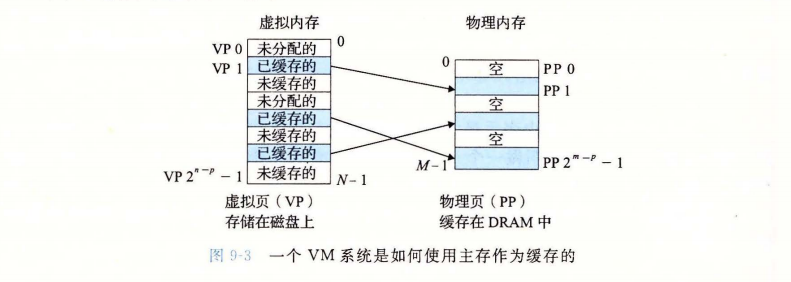 虚拟内存
物理内存
VP 0 未分配的 0
VP 1 已缓存的
未缓存的
未分配的
已缓存的
未缓存的
已缓存的
VP 2ⁿ⁻ᵖ − 1 未缓存的 N−1
0 空 PP 0
PP 1
空
空
M−1 PP 2ᵐ⁻ᵖ − 1
虚拟页（VP）
存储在磁盘上
物理页（PP）
缓存在 DRAM 中
图 9-3 一个 VM 系统是如何使用主存作为缓存的